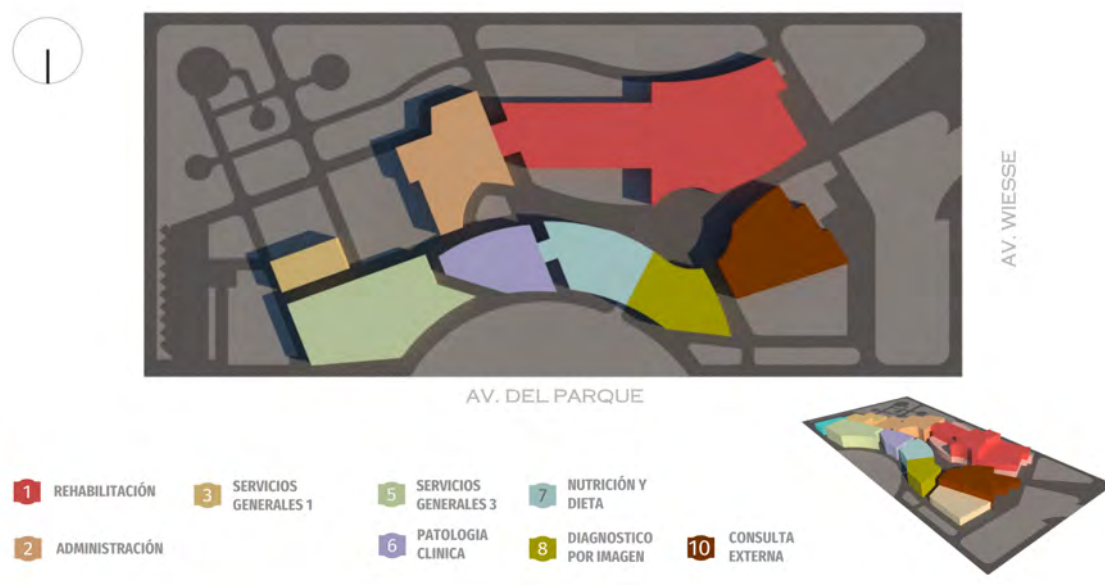 AV. WIESSE
AV. DEL PARQUE
1 REHABILITACIÓN
2 ADMINISTRACIÓN
3 SERVICIOS
GENERALES 1
5 SERVICIOS
GENERALES 3
6 PATOLOGIA
CLINICA
7 NUTRICIÓN Y
DIETA
8 DIAGNOSTICO
POR IMAGEN
10 CONSULTA
EXTERNA